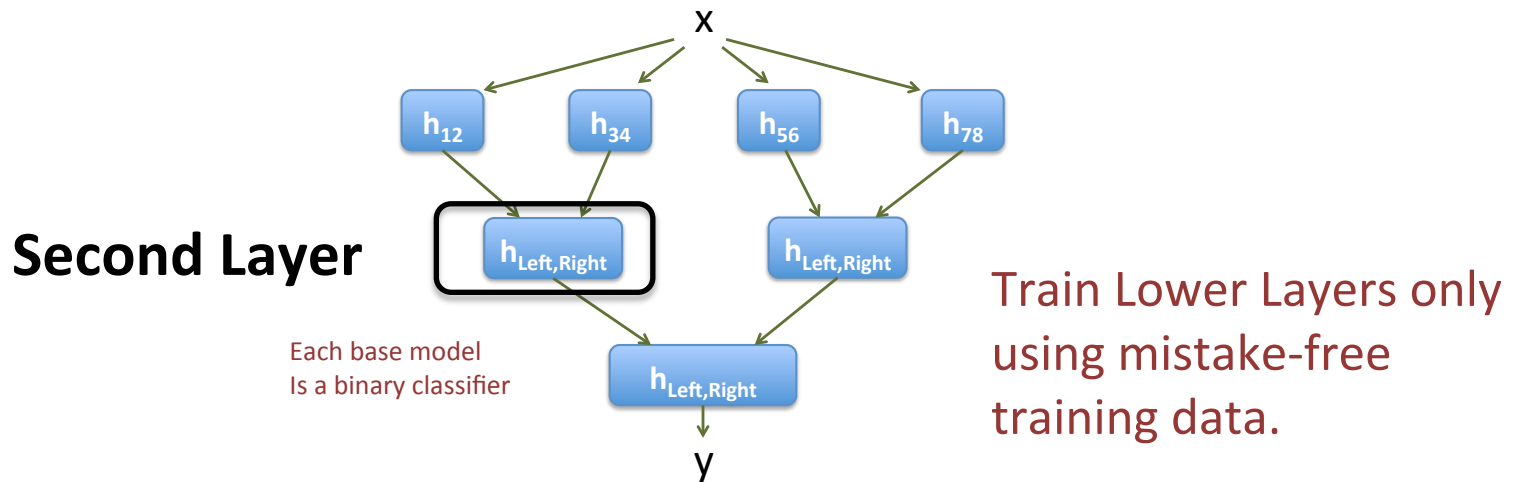 x
h12
h34
h56
h78
Second Layer
hLeft,Right
hLeft,Right
Train Lower Layers only
using mistake-free
training data.
Each base model
Is a binary classifier
hLeft,Right
y